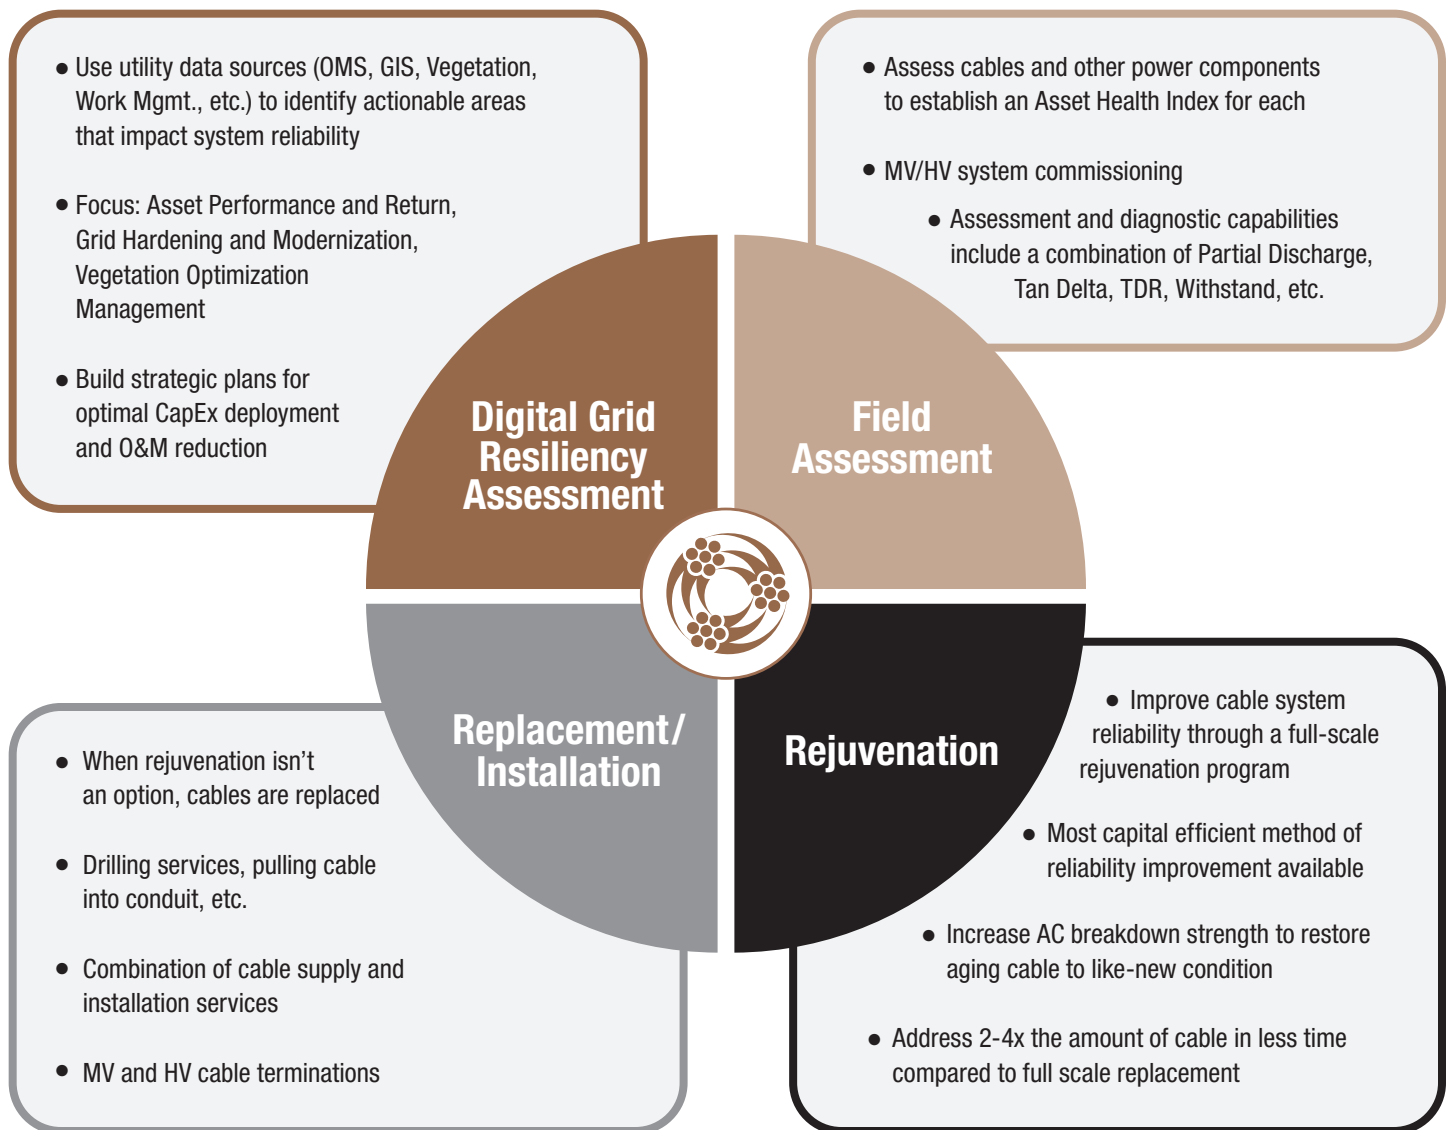 ● Use utility data sources (OMS, GIS, Vegetation,
Work Mgmt., etc.) to identify actionable areas
that impact system reliability
● Focus: Asset Performance and Return,
Grid Hardening and Modernization,
Vegetation Optimization
Management
● Build strategic plans for
optimal CapEx deployment
and O&M reduction
Digital Grid
Resiliency
Assessment
● Assess cables and other power components
to establish an Asset Health Index for each
● MV/HV system commissioning
● Assessment and diagnostic capabilities
include a combination of Partial Discharge,
Tan Delta, TDR, Withstand, etc.
Field
Assessment
Replacement/
Installation
● When rejuvenation isn't
an option, cables are replaced
● Drilling services, pulling cable
into conduit, etc.
● Combination of cable supply and
installation services
● MV and HV cable terminations
Rejuvenation
● Improve cable system
reliability through a full-scale
rejuvenation program
● Most capital efficient method of
reliability improvement available
● Increase AC breakdown strength to restore
aging cable to like-new condition
● Address 2-4x the amount of cable in less time
compared to full scale replacement